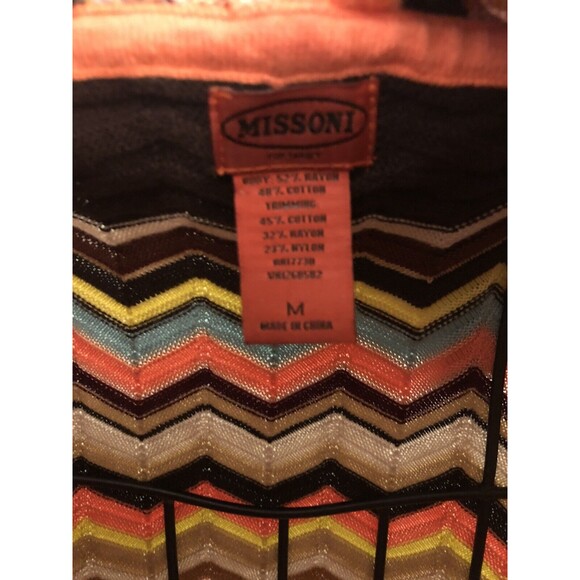 MISSONI
BODY: 52% RAYON
48% COTTON
TRIMMING:
45% COTTON
32% RAYON
23% NYLON
M
MADE IN CHINA